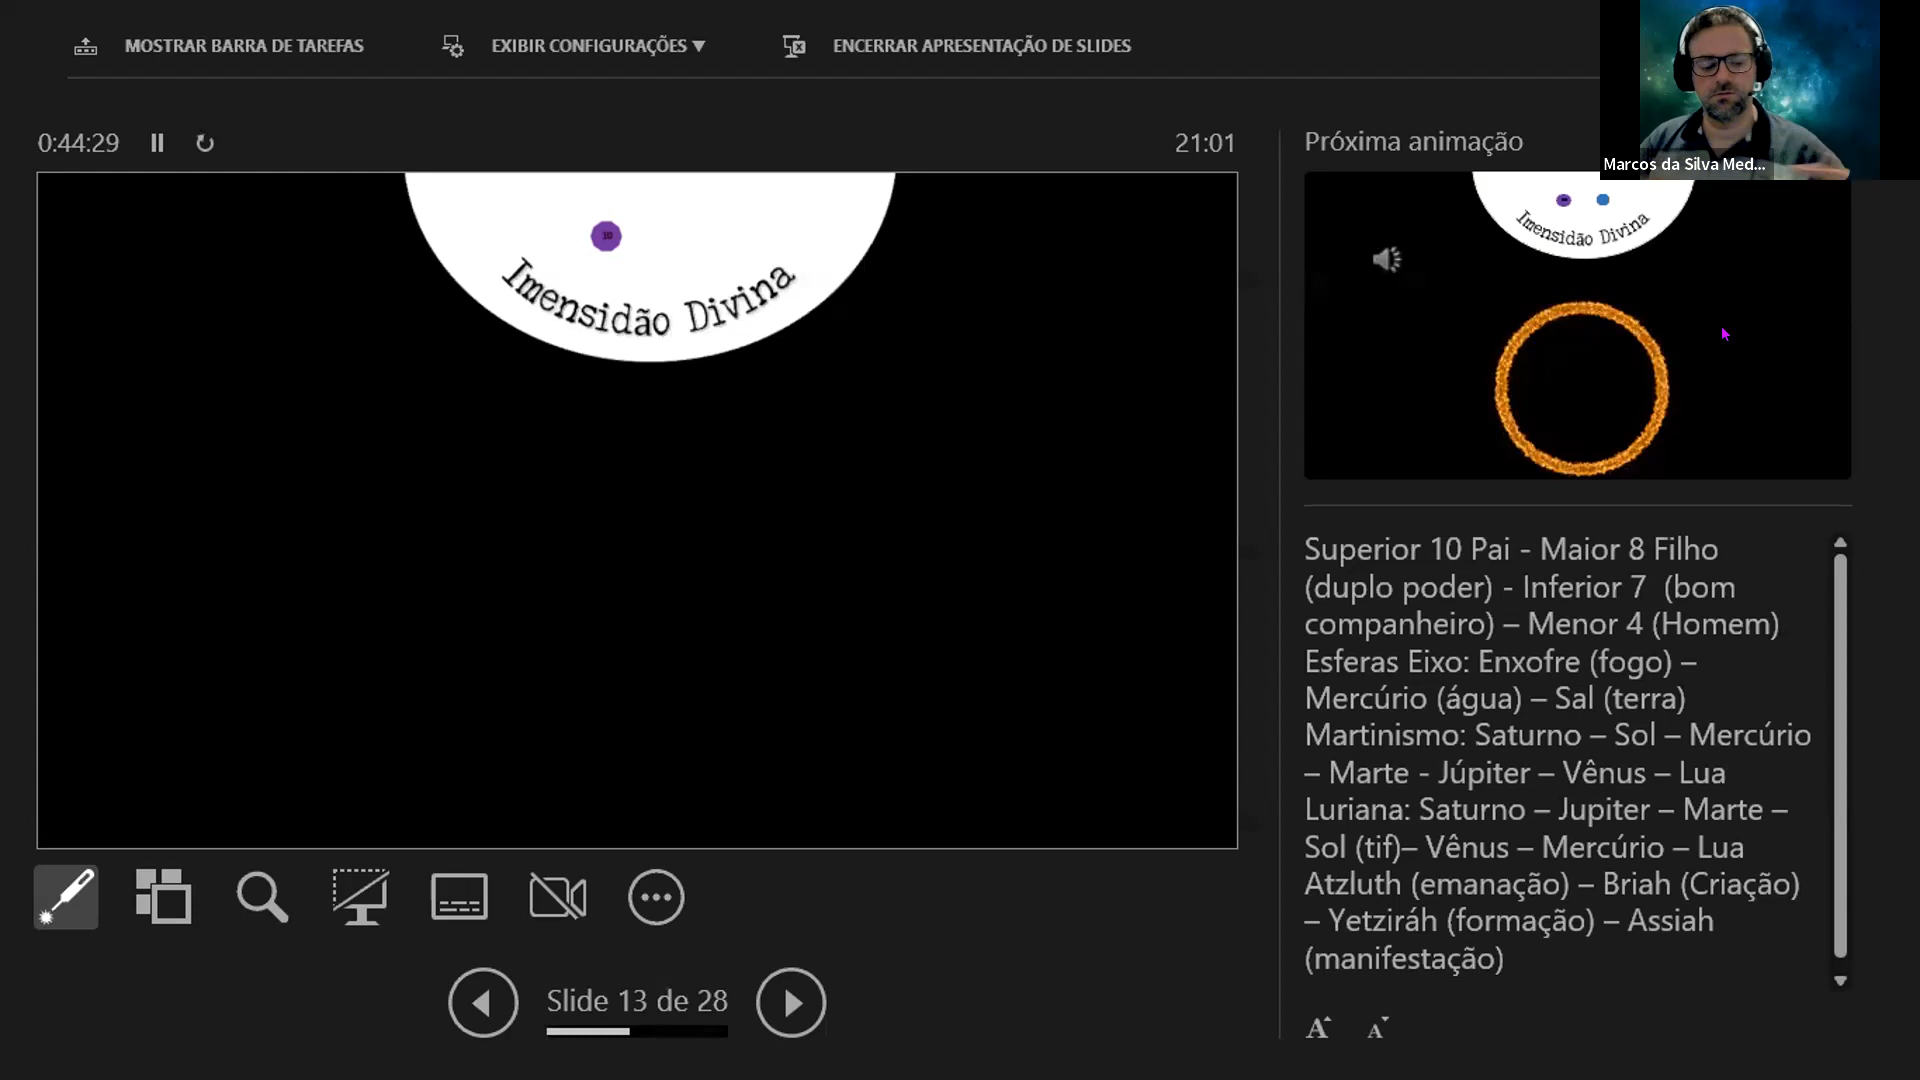 MOSTRAR BARRA DE TAREFAS
EXIBIR CONFIGURAÇÕES ▼
ENCERRAR APRESENTAÇÃO DE SLIDES
Marcos da Silva Med...
0:44:29
21:01
10
Imensidão Divina
Slide 13 de 28
Próxima animação
Imensidão Divina
Superior 10 Pai - Maior 8 Filho
(duplo poder) - Inferior 7 (bom
companheiro) – Menor 4 (Homem)
Esferas Eixo: Enxofre (fogo) –
Mercúrio (água) – Sal (terra)
Martinismo: Saturno – Sol – Mercúrio
– Marte - Júpiter – Vênus – Lua
Luriana: Saturno – Jupiter – Marte –
Sol (tif)– Vênus – Mercúrio – Lua
Atzluth (emanação) – Briah (Criação)
– Yetziráh (formação) – Assiah
(manifestação)
A A